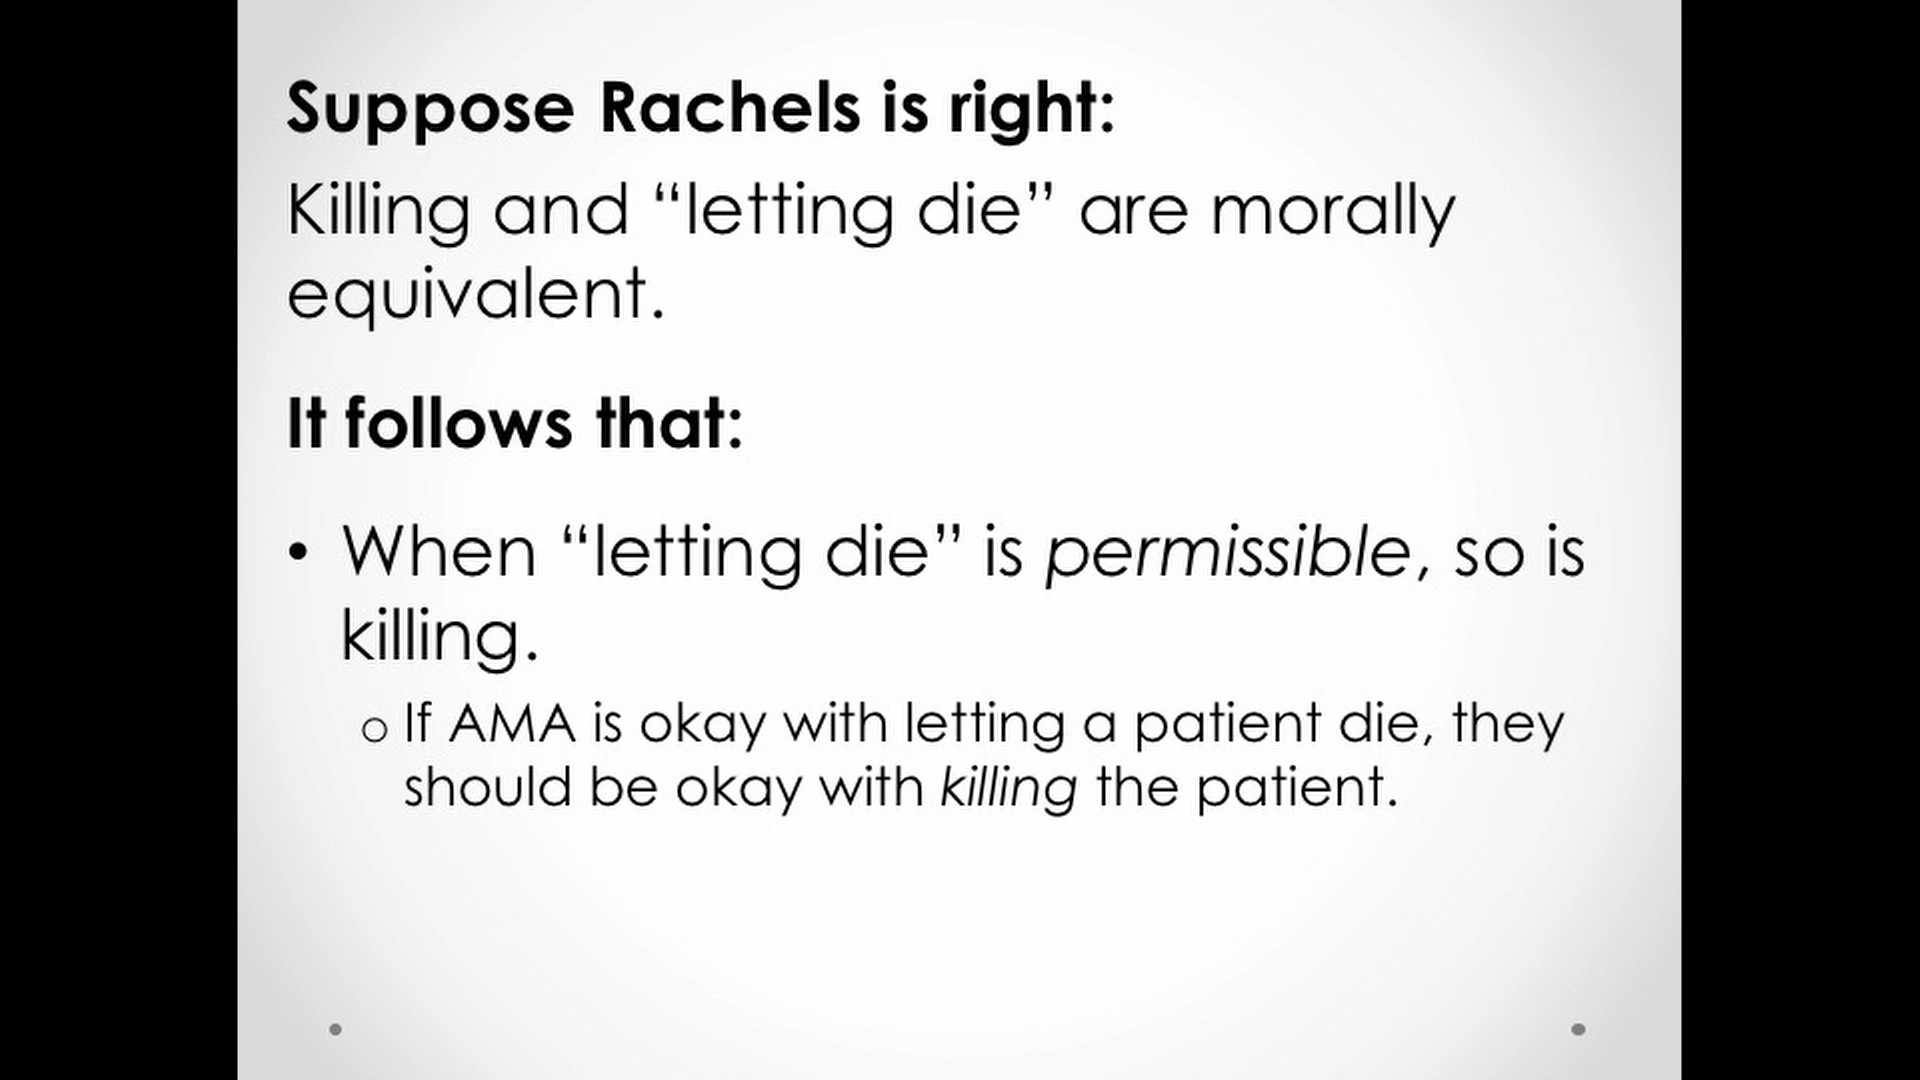 Suppose Rachels is right:
Killing and “letting die” are morally
equivalent.
It follows that:
• When “letting die” is permissible, so is
killing.
o If AMA is okay with letting a patient die, they
should be okay with killing the patient.